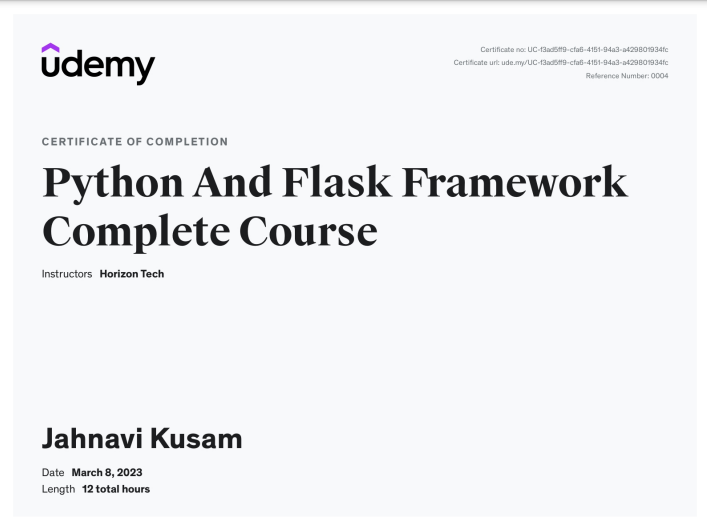 udemy
Certificate no: UC-f3ad5ff9-cfa6-4151-94a3-a429801934fc
Certificate url: ude.my/UC-f3ad5ff9-cfa6-4151-94a3-a429801934fc
Reference Number: 0004
CERTIFICATE OF COMPLETION
Python And Flask Framework
Complete Course
Instructors Horizon Tech
Jahnavi Kusam
Date March 8, 2023
Length 12 total hours